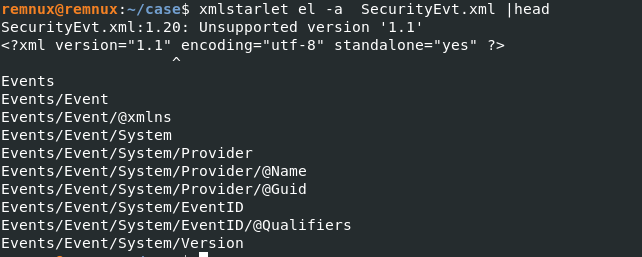 remnux@remnux:~/case$ xmlstarlet el -a  SecurityEvt.xml |head
SecurityEvt.xml:1.20: Unsupported version '1.1'
<?xml version="1.1" encoding="utf-8" standalone="yes" ?>
^
Events
Events/Event
Events/Event/@xmlns
Events/Event/System
Events/Event/System/Provider
Events/Event/System/Provider/@Name
Events/Event/System/Provider/@Guid
Events/Event/System/EventID
Events/Event/System/EventID/@Qualifiers
Events/Event/System/Version